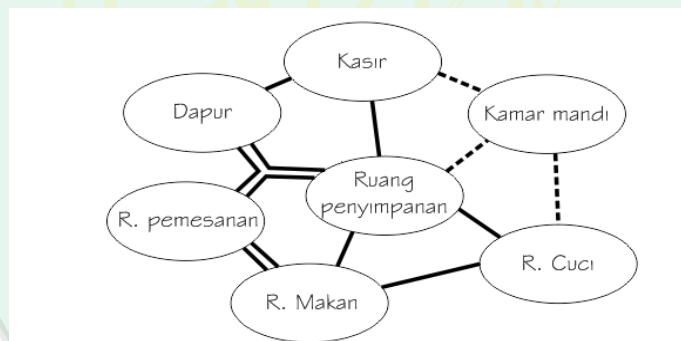 Kasir
Dapur
Kamar mandi
Ruang
penyimpanan
R. pemesanan
R. Cuci
R. Makan